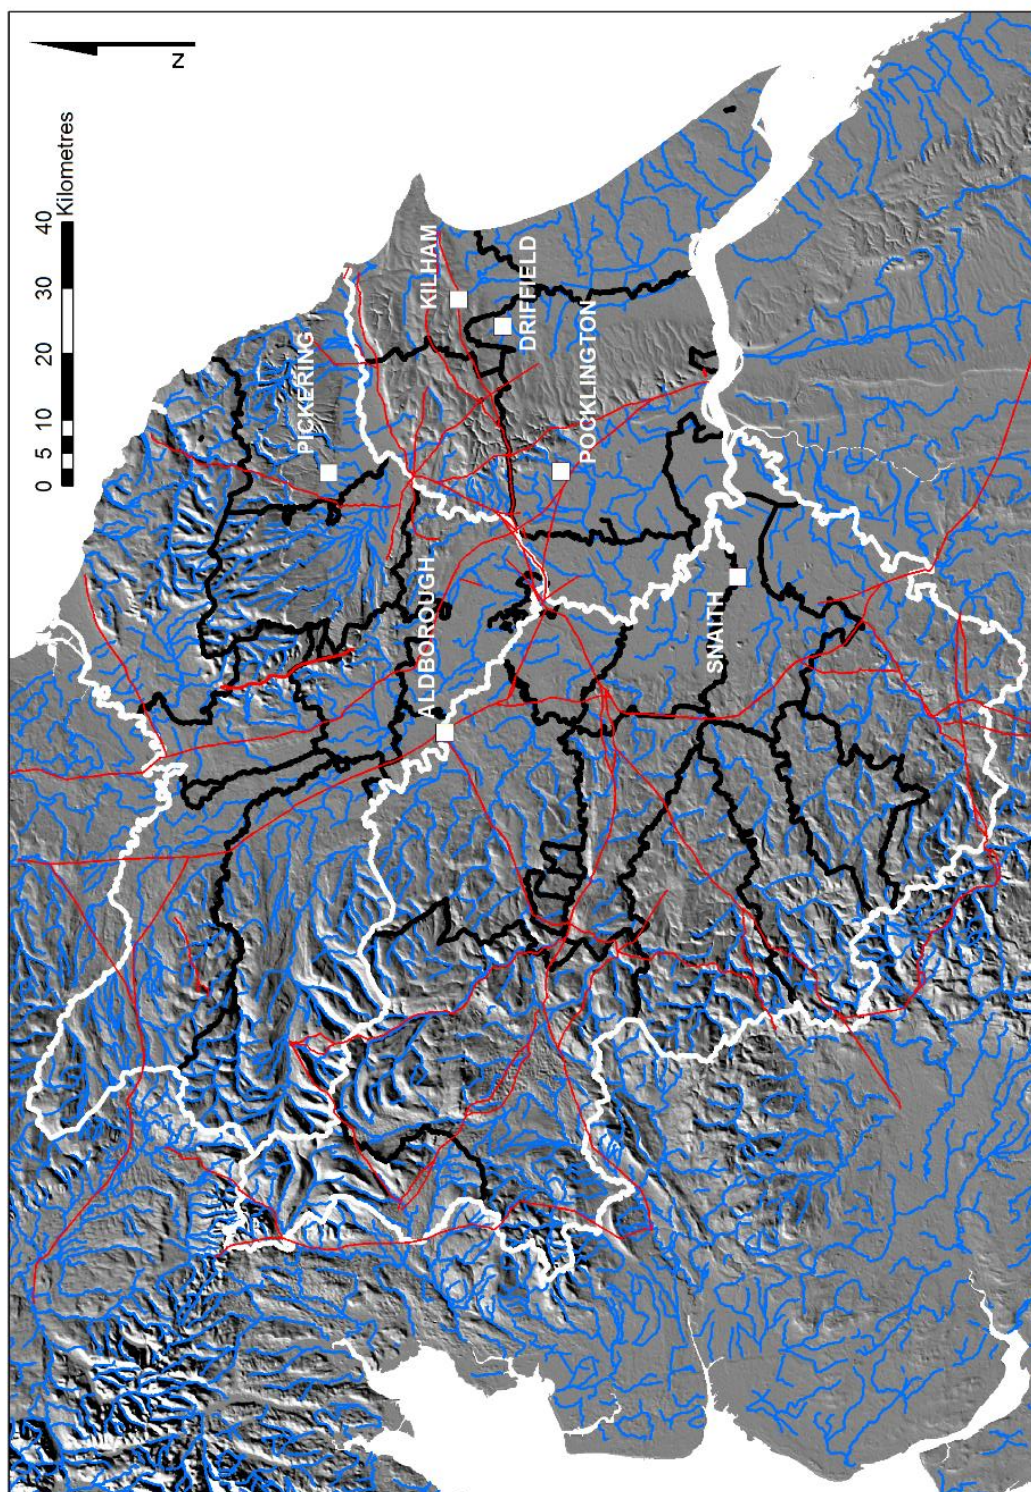 0 5 10 20 30 40
Kilometres
N
PICKERING
ALDBOROUGH
KILHAM
DRIFFIELD
POCKLINGTON
SNAITH